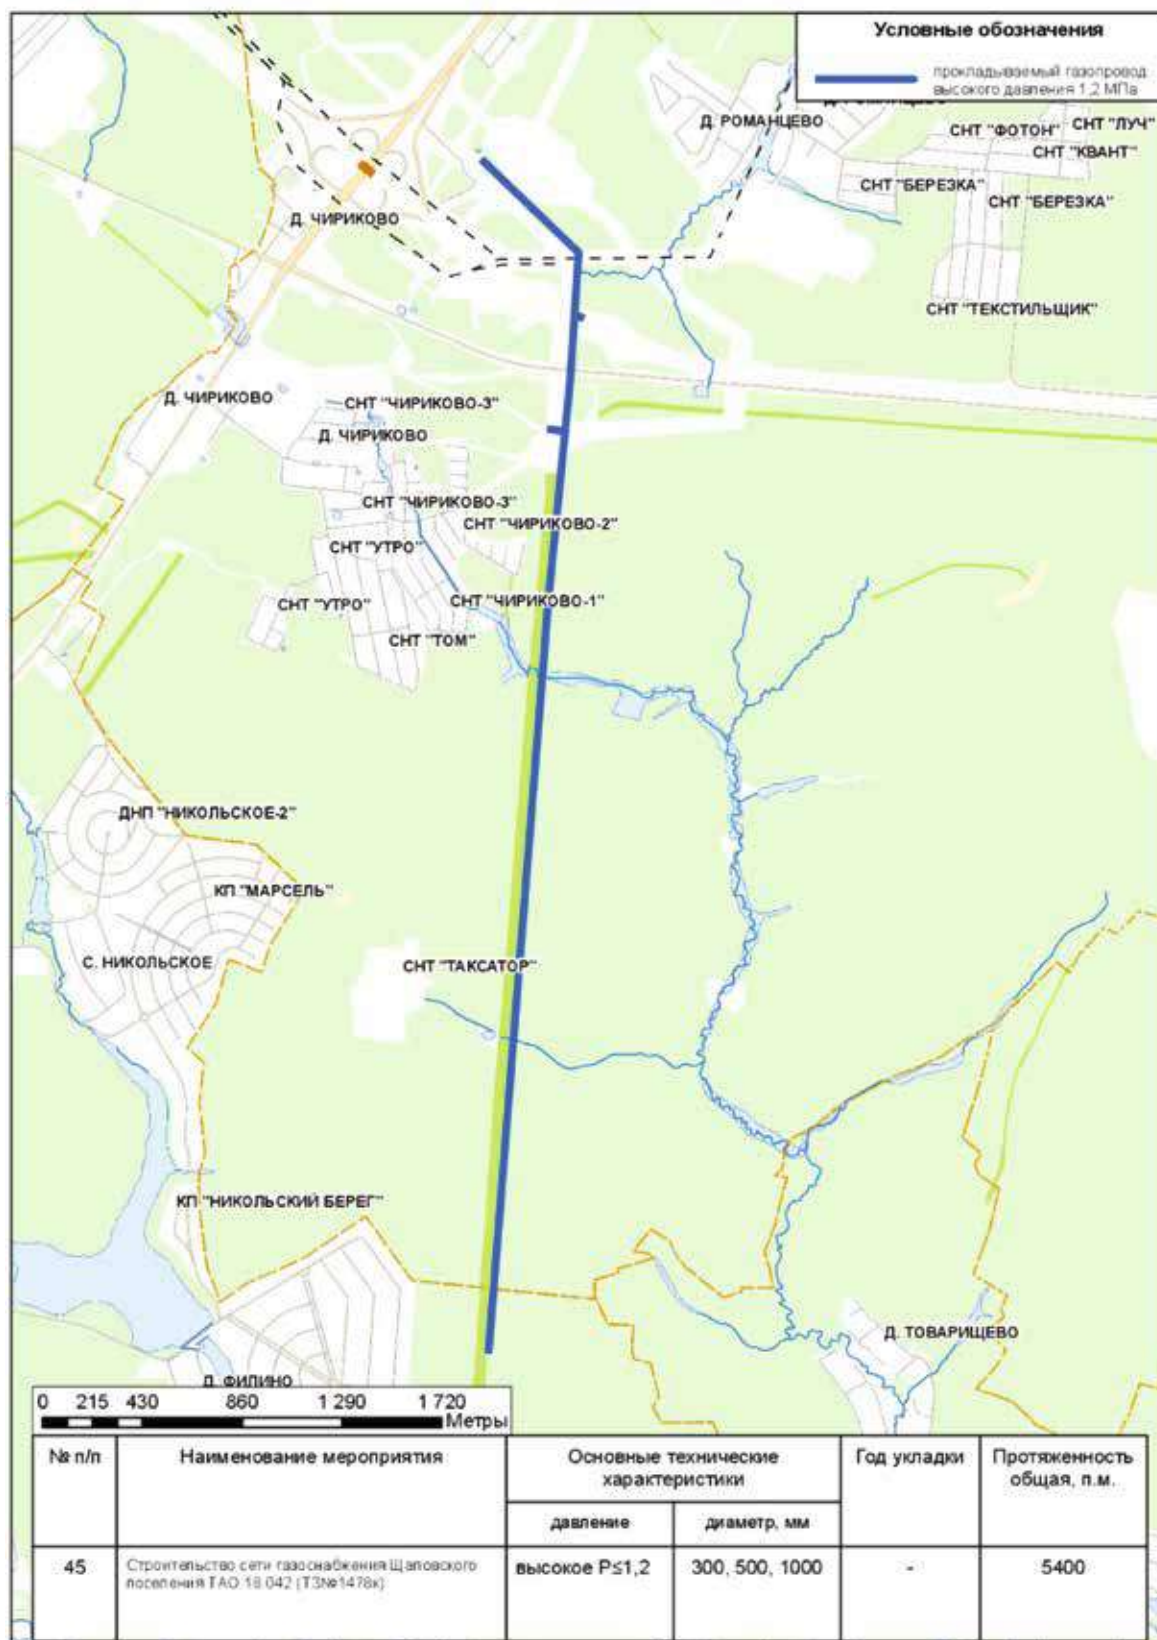 Условные обозначения
прокладываемый газопровод
высокого давления 1,2 МПа
Д. РОМАНЦЕВО
СНТ "ФОТОН"
СНТ "ЛУЧ"
СНТ "КВАНТ"
СНТ "БЕРЕЗКА"
СНТ "БЕРЕЗКА"
Д. ЧИРИКОВО
СНТ "ТЕКСТИЛЬЩИК"
Д. ЧИРИКОВО
СНТ "ЧИРИКОВО-3"
Д. ЧИРИКОВО
СНТ "ЧИРИКОВО-3"
СНТ "ЧИРИКОВО-2"
СНТ "УТРО"
СНТ "УТРО"
СНТ "ЧИРИКОВО-1"
СНТ "ТОМ"
ДНП "НИКОЛЬСКОЕ-2"
КП "МАРСЕЛЬ"
С. НИКОЛЬСКОЕ
СНТ "ТАКСАТОР"
КП "НИКОЛЬСКИЙ БЕРЕГ"
Д. ТОВАРИЩЕВО
Д. ФИЛИНО
0 215 430 860 1 290 1 720
Метры
№ п/п
Наименование мероприятия
Основные технические
характеристики
Год укладки
Протяженность
общая, п.м.
давление
диаметр, мм
45
Строительство сети газоснабжения Щаповского
поселения ТАО 18.042 (ТЗ№1478к)
высокое P≤1,2
300, 500, 1000
-
5400